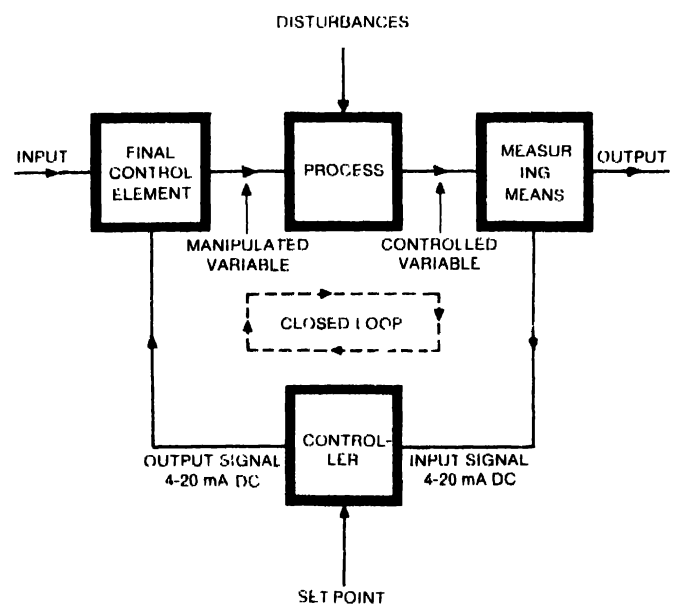 DISTURBANCES
INPUT
FINAL
CONTROL
ELEMENT
PROCESS
MEASUR
ING
MEANS
OUTPUT
MANIPULATED
VARIABLE
CONTROLLED
VARIABLE
CLOSED LOOP
CONTROL-
LER
OUTPUT SIGNAL
4-20 mA DC
INPUT SIGNAL
4-20 mA DC
SET POINT